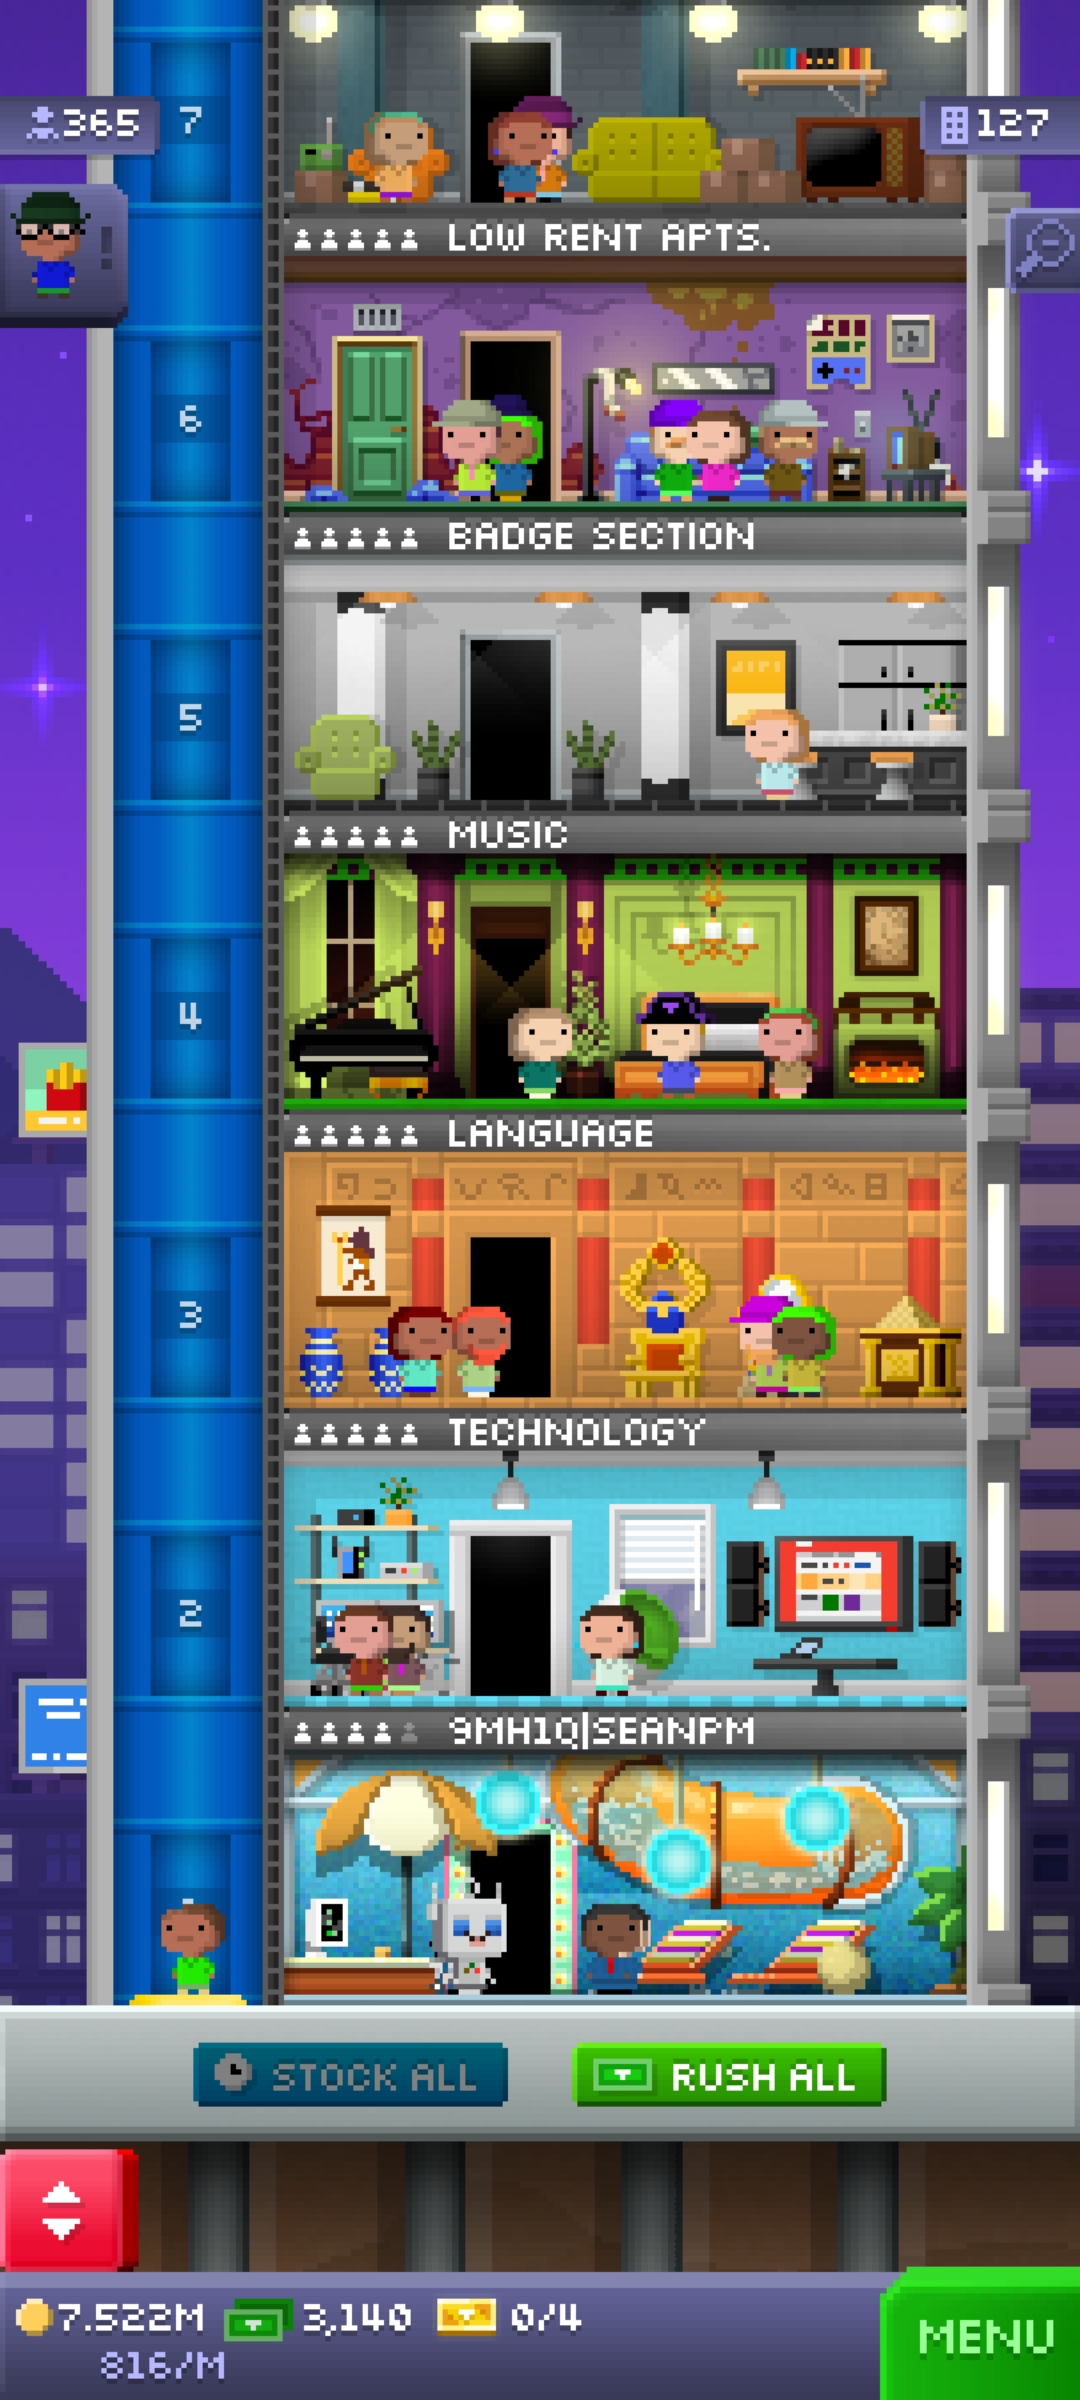 7
365
127
LOW RENT APTS.
6
BADGE SECTION
5
MUSIC
4
LANGUAGE
3
TECHNOLOGY
2
9MH1Q|SEANPM
STOCK ALL
RUSH ALL
7.522M
3,140
0/4
816/M
MENU